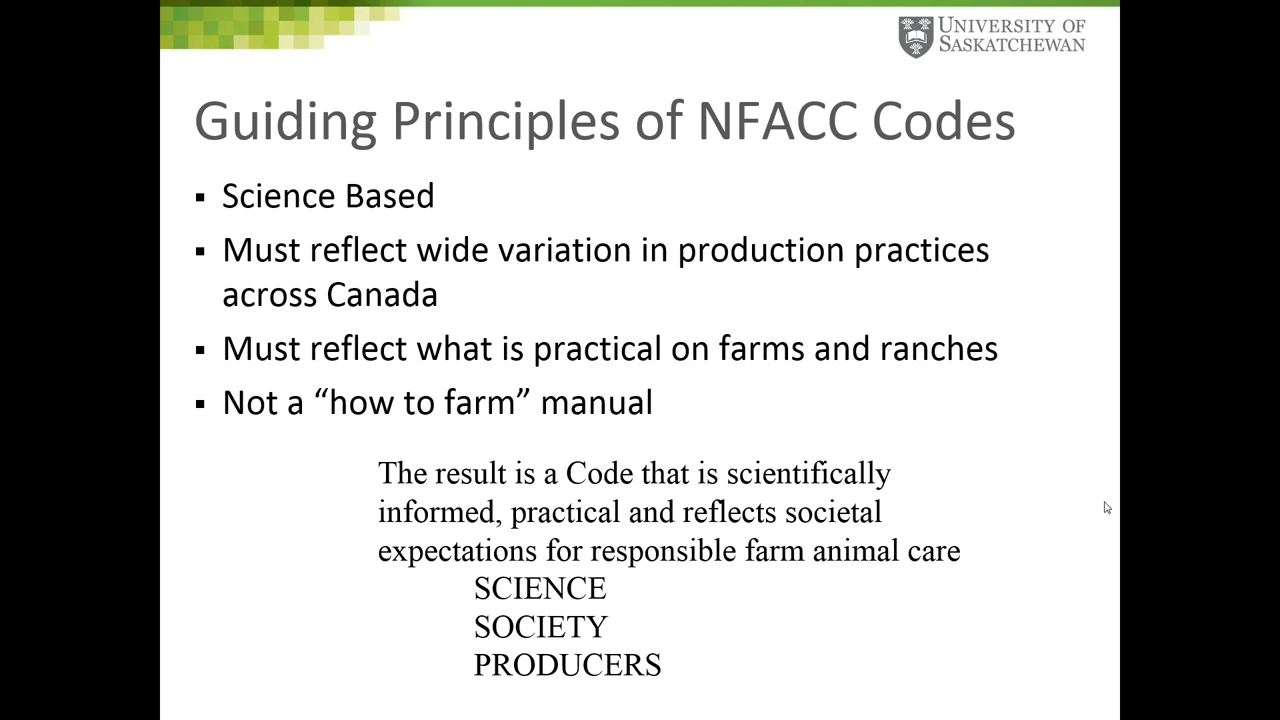 UNIVERSITY OF
SASKATCHEWAN
Guiding Principles of NFACC Codes
▪ Science Based
▪ Must reflect wide variation in production practices
across Canada
▪ Must reflect what is practical on farms and ranches
▪ Not a “how to farm” manual
The result is a Code that is scientifically
informed, practical and reflects societal
expectations for responsible farm animal care
SCIENCE
SOCIETY
PRODUCERS